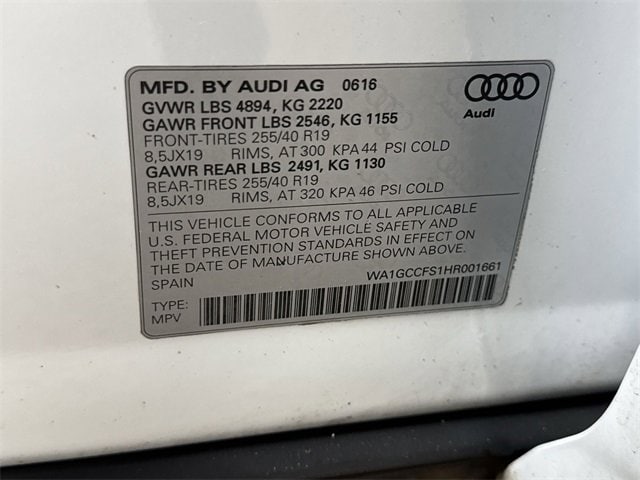 MFD. BY AUDI AG 0616
GVWR LBS 4894, KG 2220
GAWR FRONT LBS 2546, KG 1155
FRONT-TIRES 255/40 R19
8,5JX19 RIMS, AT 300 KPA 44 PSI COLD
GAWR REAR LBS 2491, KG 1130
REAR-TIRES 255/40 R19
8,5JX19 RIMS, AT 320 KPA 46 PSI COLD
Audi
THIS VEHICLE CONFORMS TO ALL APPLICABLE
U.S. FEDERAL MOTOR VEHICLE SAFETY AND
THEFT PREVENTION STANDARDS IN EFFECT ON
THE DATE OF MANUFACTURE SHOWN ABOVE.
SPAIN WA1GCCFS1HR001661
TYPE:
MPV